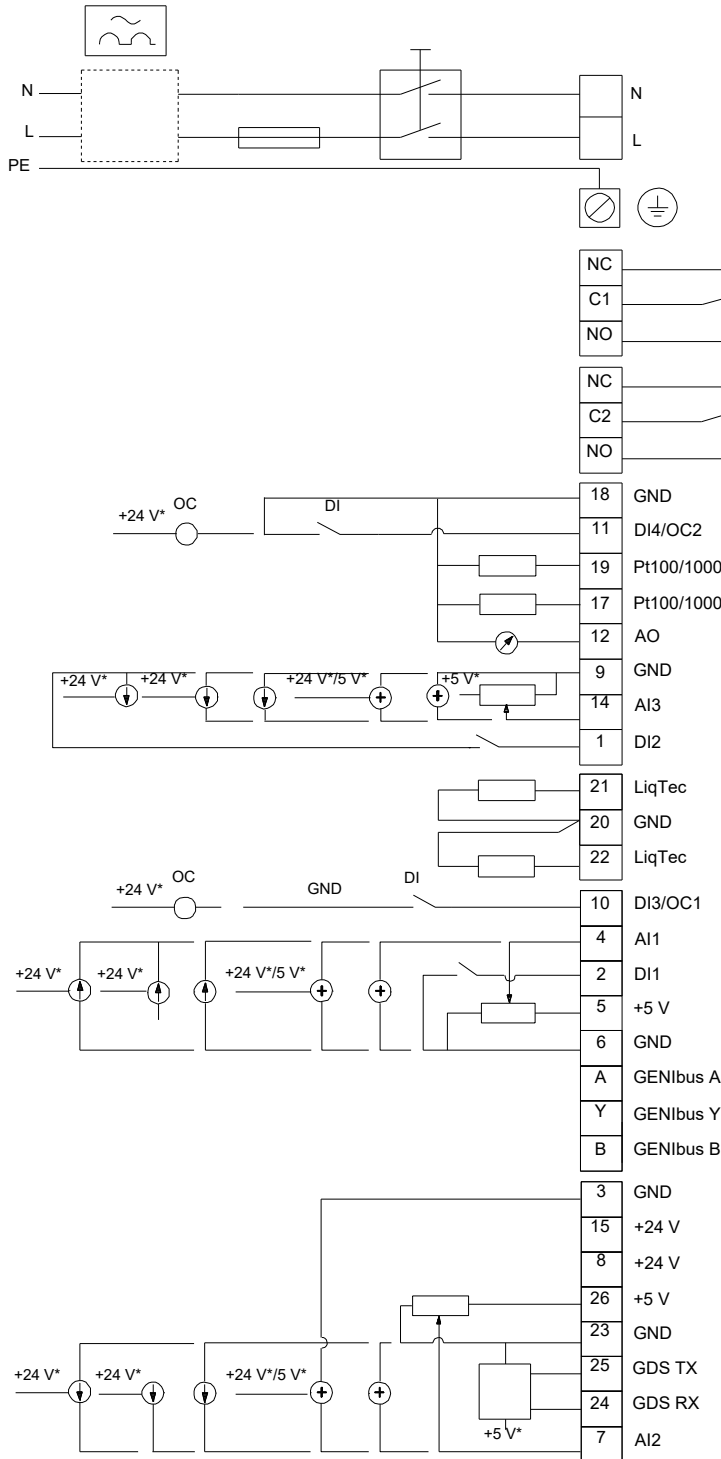 N
N
L
L
PE
NC
C1
NO
NC
C2
NO
18 GND
+24 V* OC DI
11 DI4/OC2
19 Pt100/1000
17 Pt100/1000
12 AO
9 GND
+24 V* +24 V* +24 V*/5 V* +5 V*
14 AI3
1 DI2
21 LiqTec
20 GND
22 LiqTec
+24 V* OC GND DI
10 DI3/OC1
4 AI1
+24 V* +24 V* +24 V*/5 V*
2 DI1
5 +5 V
6 GND
A GENIbus A
Y GENIbus Y
B GENIbus B
3 GND
15 +24 V
8 +24 V
26 +5 V
23 GND
+24 V* +24 V* +24 V*/5 V*
25 GDS TX
24 GDS RX
+5 V*
7 AI2